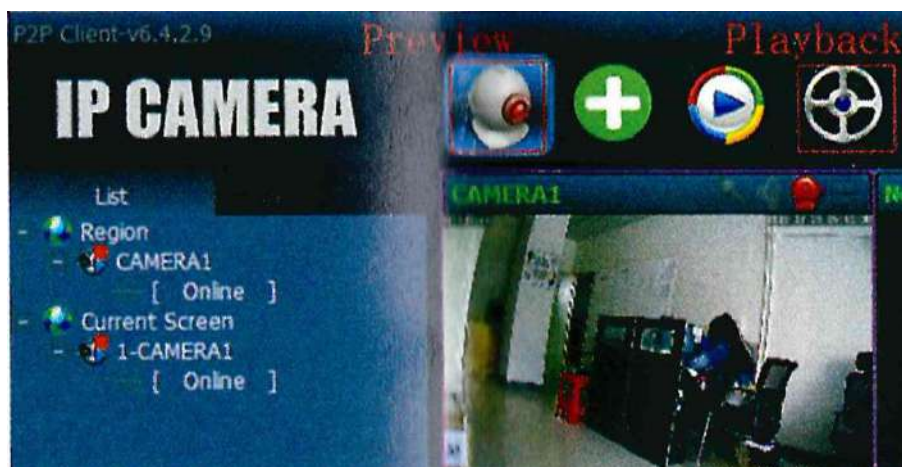 P2P Client-v6.4.2.9
Preview
Playback
IP CAMERA
List
CAMERA1
Region
CAMERA1
[ Online ]
Current Screen
1-CAMERA1
[ Online ]